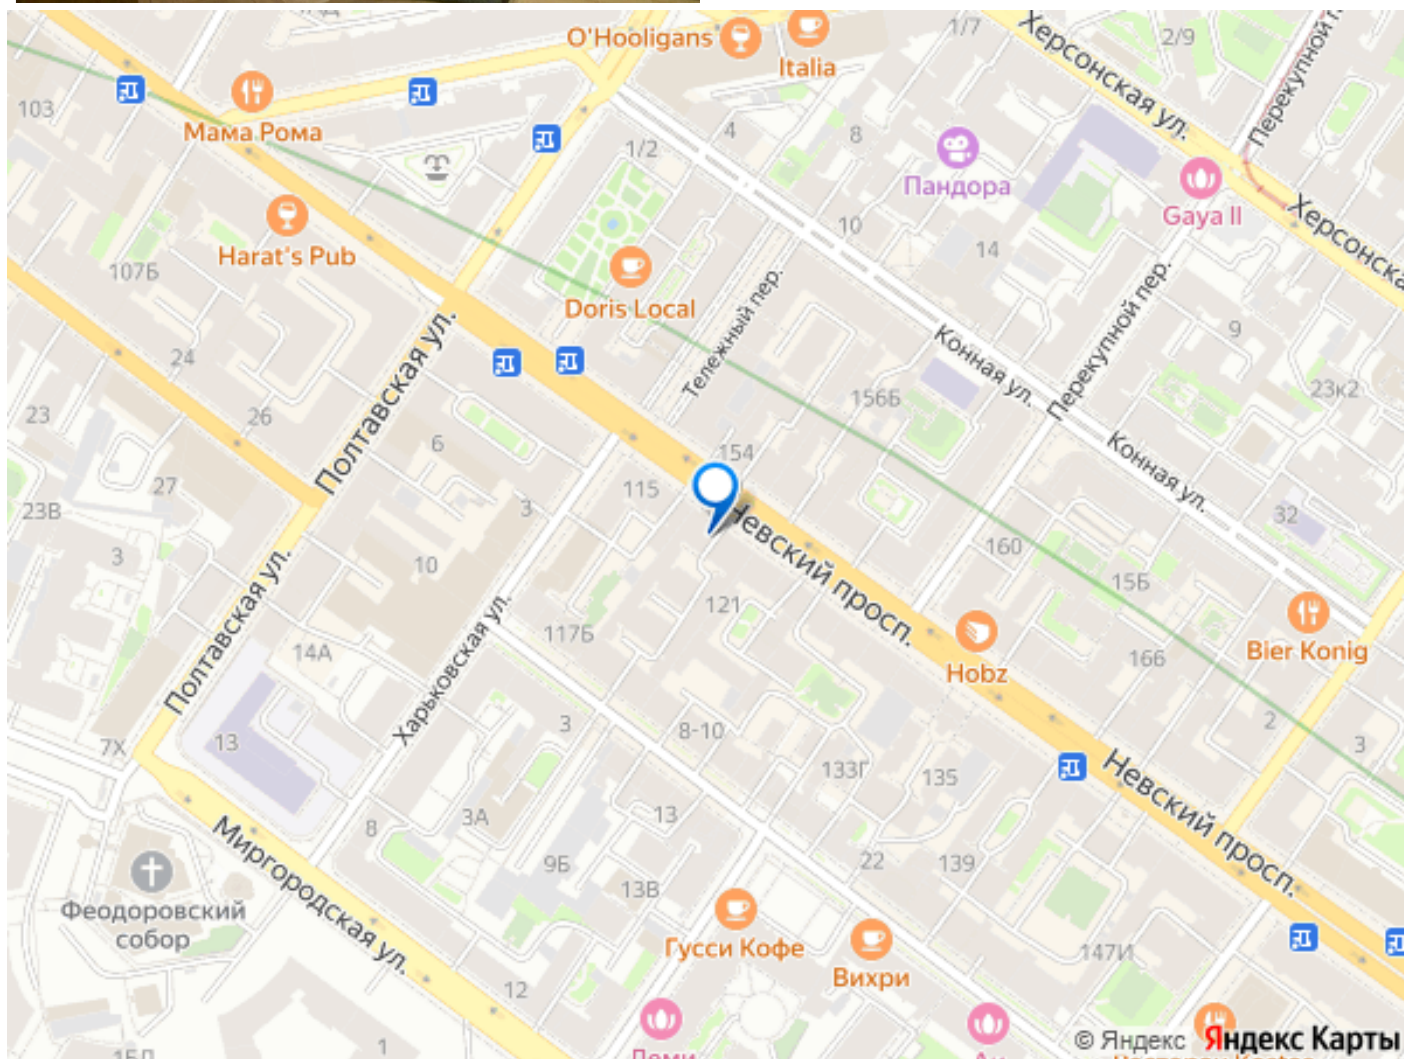 O'Hooligans
Italia
1/7
2/9
Херсонская ул.
Перекупной п
103
Мама Рома
1/2
4
8
Пандора
Gaya II
Херсонска
Harat's Pub
107Б
Doris Local
10
14
Тележный пер.
Конная ул.
Перекупной пер.
9
23к2
24
26
23
Полтавская ул.
6
156Б
154
Конная ул.
27
23В
3
115
3
32
10
Невский просп.
160
15Б
Полтавская ул.
121
117Б
Харьковская ул.
14А
Hobz
166
Bier Konig
7Х
13
3
8-10
133Г
135
2
3
Невский просп.
Миргородская ул.
8
3А
13
9Б
13В
22
139
Феодоровский
собор
Гусси Кофе
Вихри
147И
12
1
© Яндекс Яндекс Карты